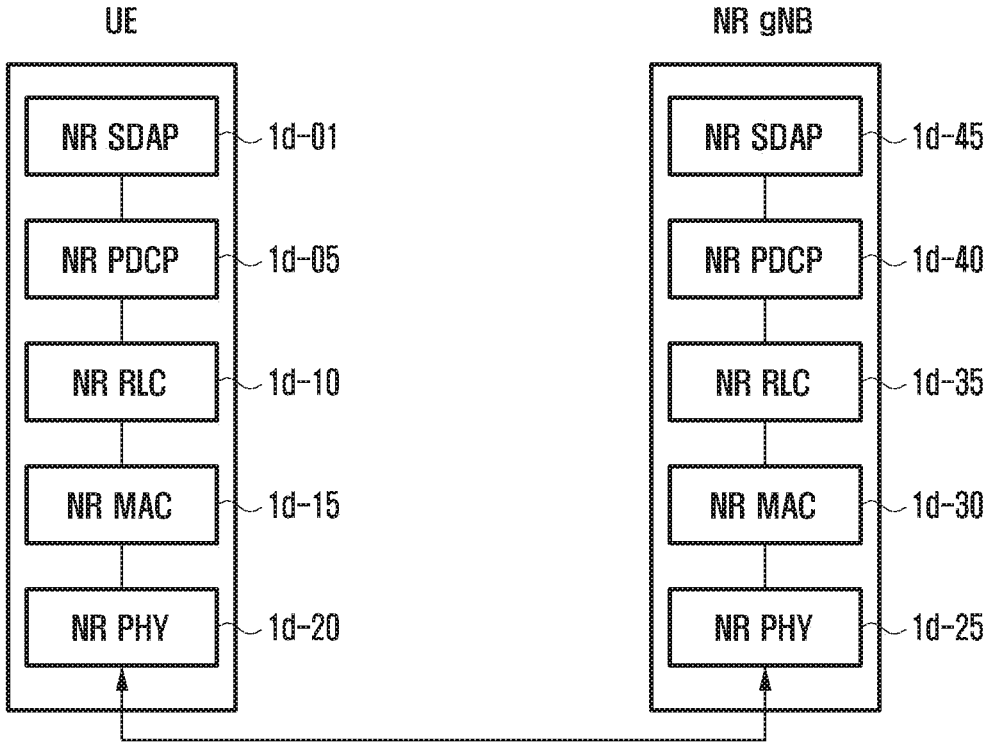 UE
NR gNB
NR SDAP 1d-01
NR SDAP 1d-45
NR PDCP 1d-05
NR PDCP 1d-40
NR RLC 1d-10
NR RLC 1d-35
NR MAC 1d-15
NR MAC 1d-30
NR PHY 1d-20
NR PHY 1d-25